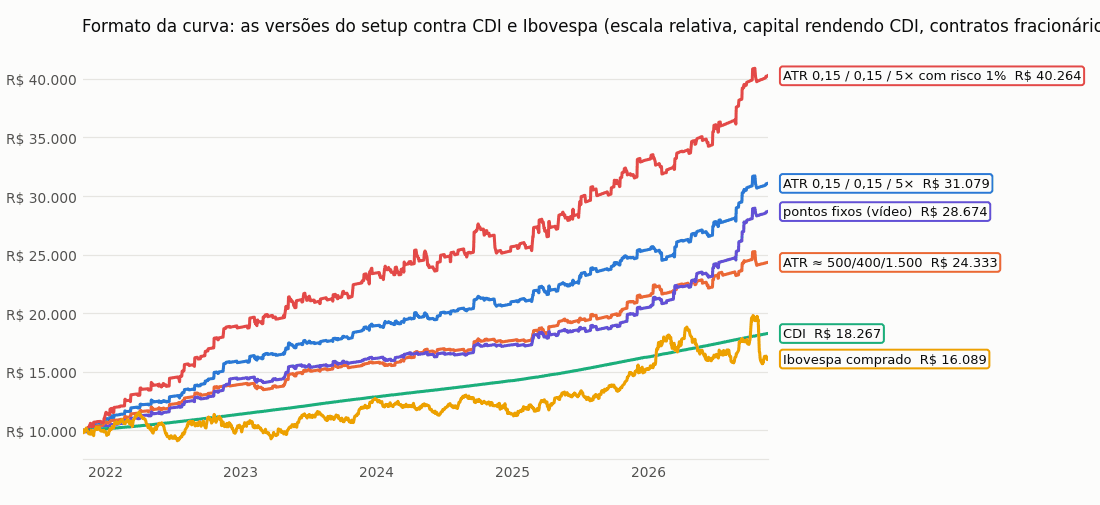 Formato da curva: as versões do setup contra CDI e Ibovespa (escala relativa, capital rendendo CDI, contratos fracionário
R$ 40.000
R$ 35.000
R$ 30.000
R$ 25.000
R$ 20.000
R$ 15.000
R$ 10.000
ATR 0,15 / 0,15 / 5× com risco 1% R$ 40.264
ATR 0,15 / 0,15 / 5× R$ 31.079
pontos fixos (vídeo) R$ 28.674
ATR ≈ 500/400/1.500 R$ 24.333
CDI R$ 18.267
Ibovespa comprado R$ 16.089
2022 2023 2024 2025 2026